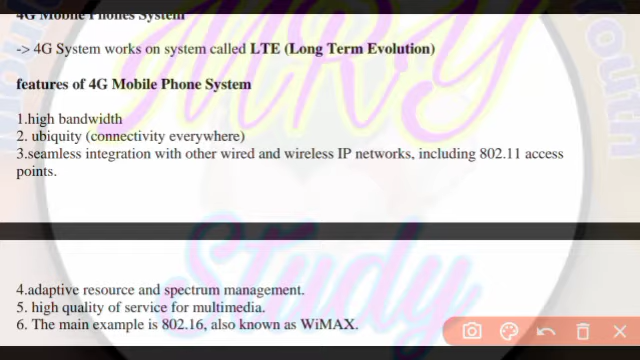 4G Mobile Phones System
-> 4G System works on system called LTE (Long Term Evolution)
features of 4G Mobile Phone System
1.high bandwidth
2. ubiquity (connectivity everywhere)
3.seamless integration with other wired and wireless IP networks, including 802.11 access
points.
4.adaptive resource and spectrum management.
5. high quality of service for multimedia.
6. The main example is 802.16, also known as WiMAX.
MRY
Study